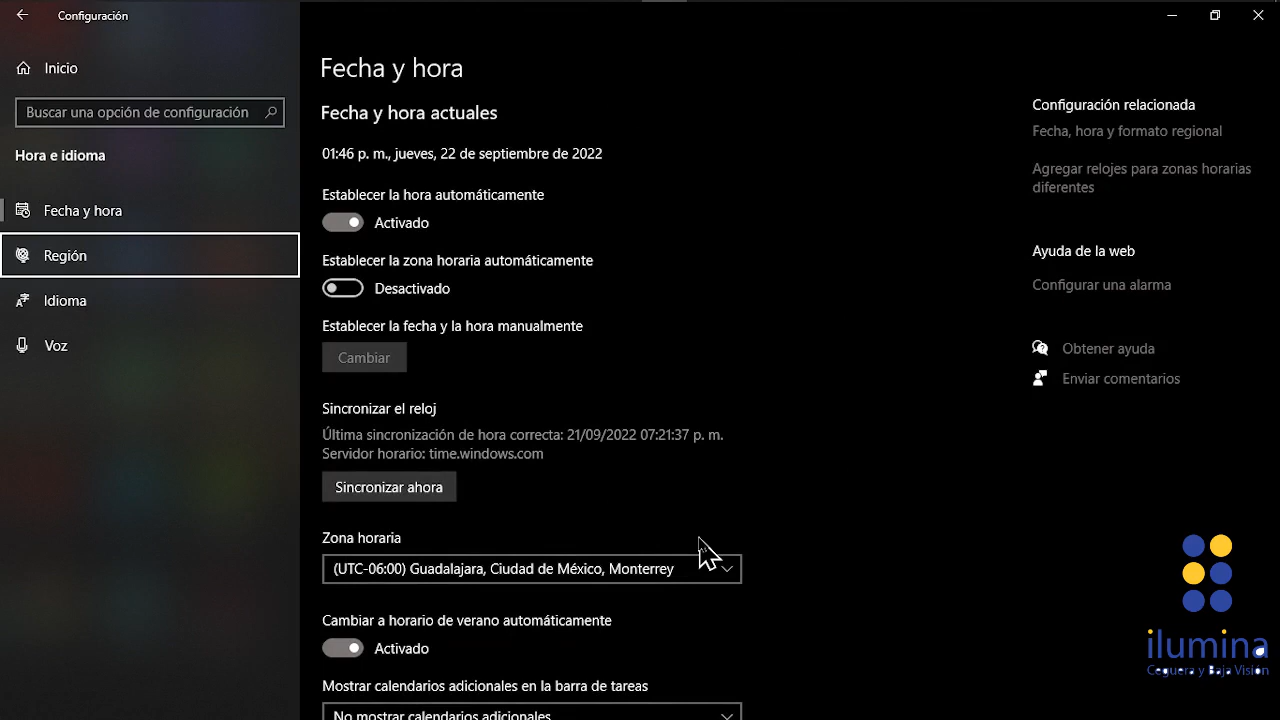 Configuración
Inicio
Buscar una opción de configuración
Hora e idioma
Fecha y hora
Región
Idioma
Voz
Fecha y hora
Fecha y hora actuales
01:46 p. m., jueves, 22 de septiembre de 2022
Establecer la hora automáticamente
Activado
Establecer la zona horaria automáticamente
Desactivado
Establecer la fecha y la hora manualmente
Cambiar
Sincronizar el reloj
Última sincronización de hora correcta: 21/09/2022 07:21:37 p. m.
Servidor horario: time.windows.com
Sincronizar ahora
Zona horaria
(UTC-06:00) Guadalajara, Ciudad de México, Monterrey
Cambiar a horario de verano automáticamente
Activado
Mostrar calendarios adicionales en la barra de tareas
No mostrar calendarios adicionales
Configuración relacionada
Fecha, hora y formato regional
Agregar relojes para zonas horarias
diferentes
Ayuda de la web
Configurar una alarma
Obtener ayuda
Enviar comentarios
ilumina
Ceguera y Baja Visión